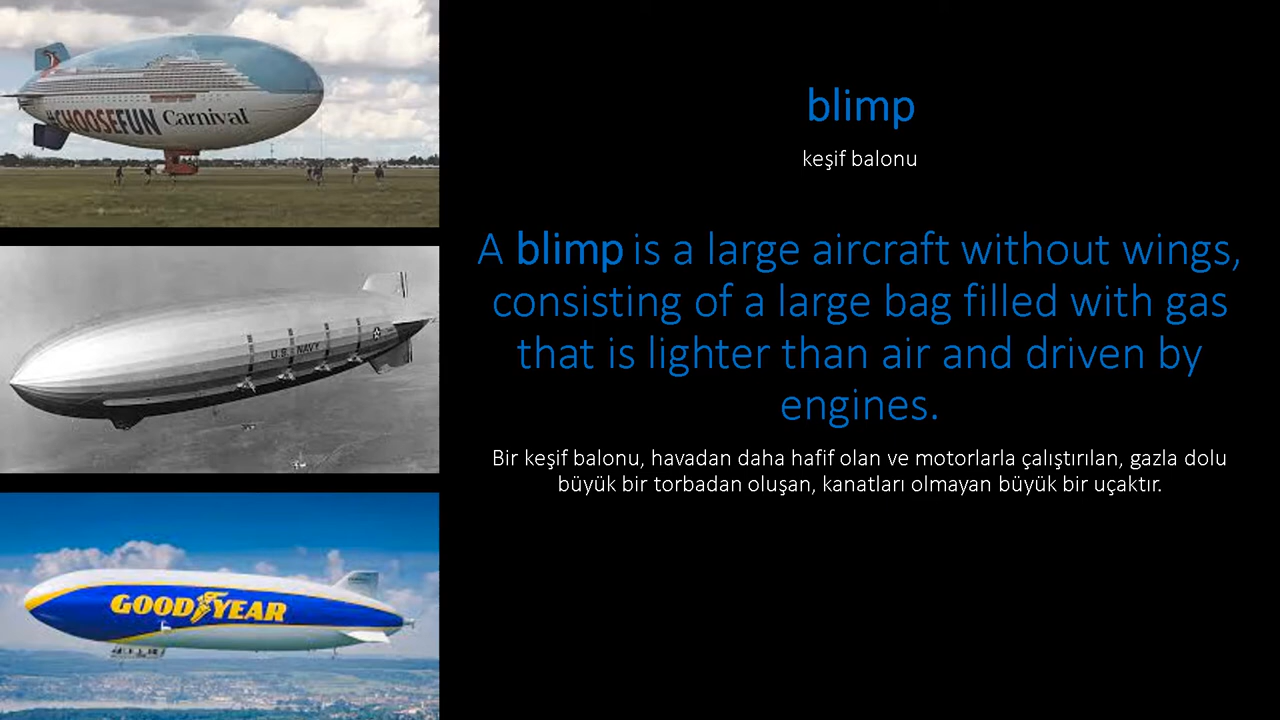 #CHOOSEFUN Carnival
U.S. NAVY
GOOD YEAR
blimp
keşif balonu
A blimp is a large aircraft without wings,
consisting of a large bag filled with gas
that is lighter than air and driven by
engines.
Bir keşif balonu, havadan daha hafif olan ve motorlarla çalıştırılan, gazla dolu
büyük bir torbadan oluşan, kanatları olmayan büyük bir uçaktır.